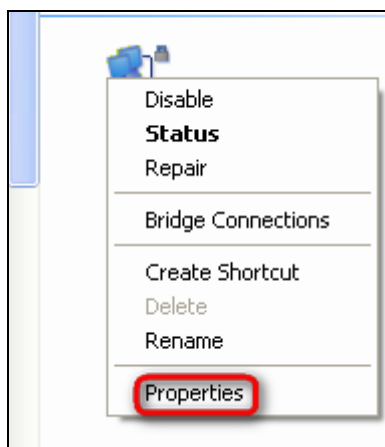 Disable
Status
Repair
Bridge Connections
Create Shortcut
Delete
Rename
Properties